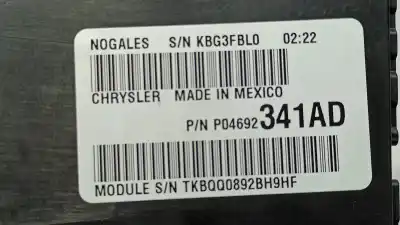 NOGALES S/N KBG3FBL0 02:22
CHRYSLER MADE IN MEXICO
P/N P04692341AD
MODULE S/N TKBQQ0892BH9HF